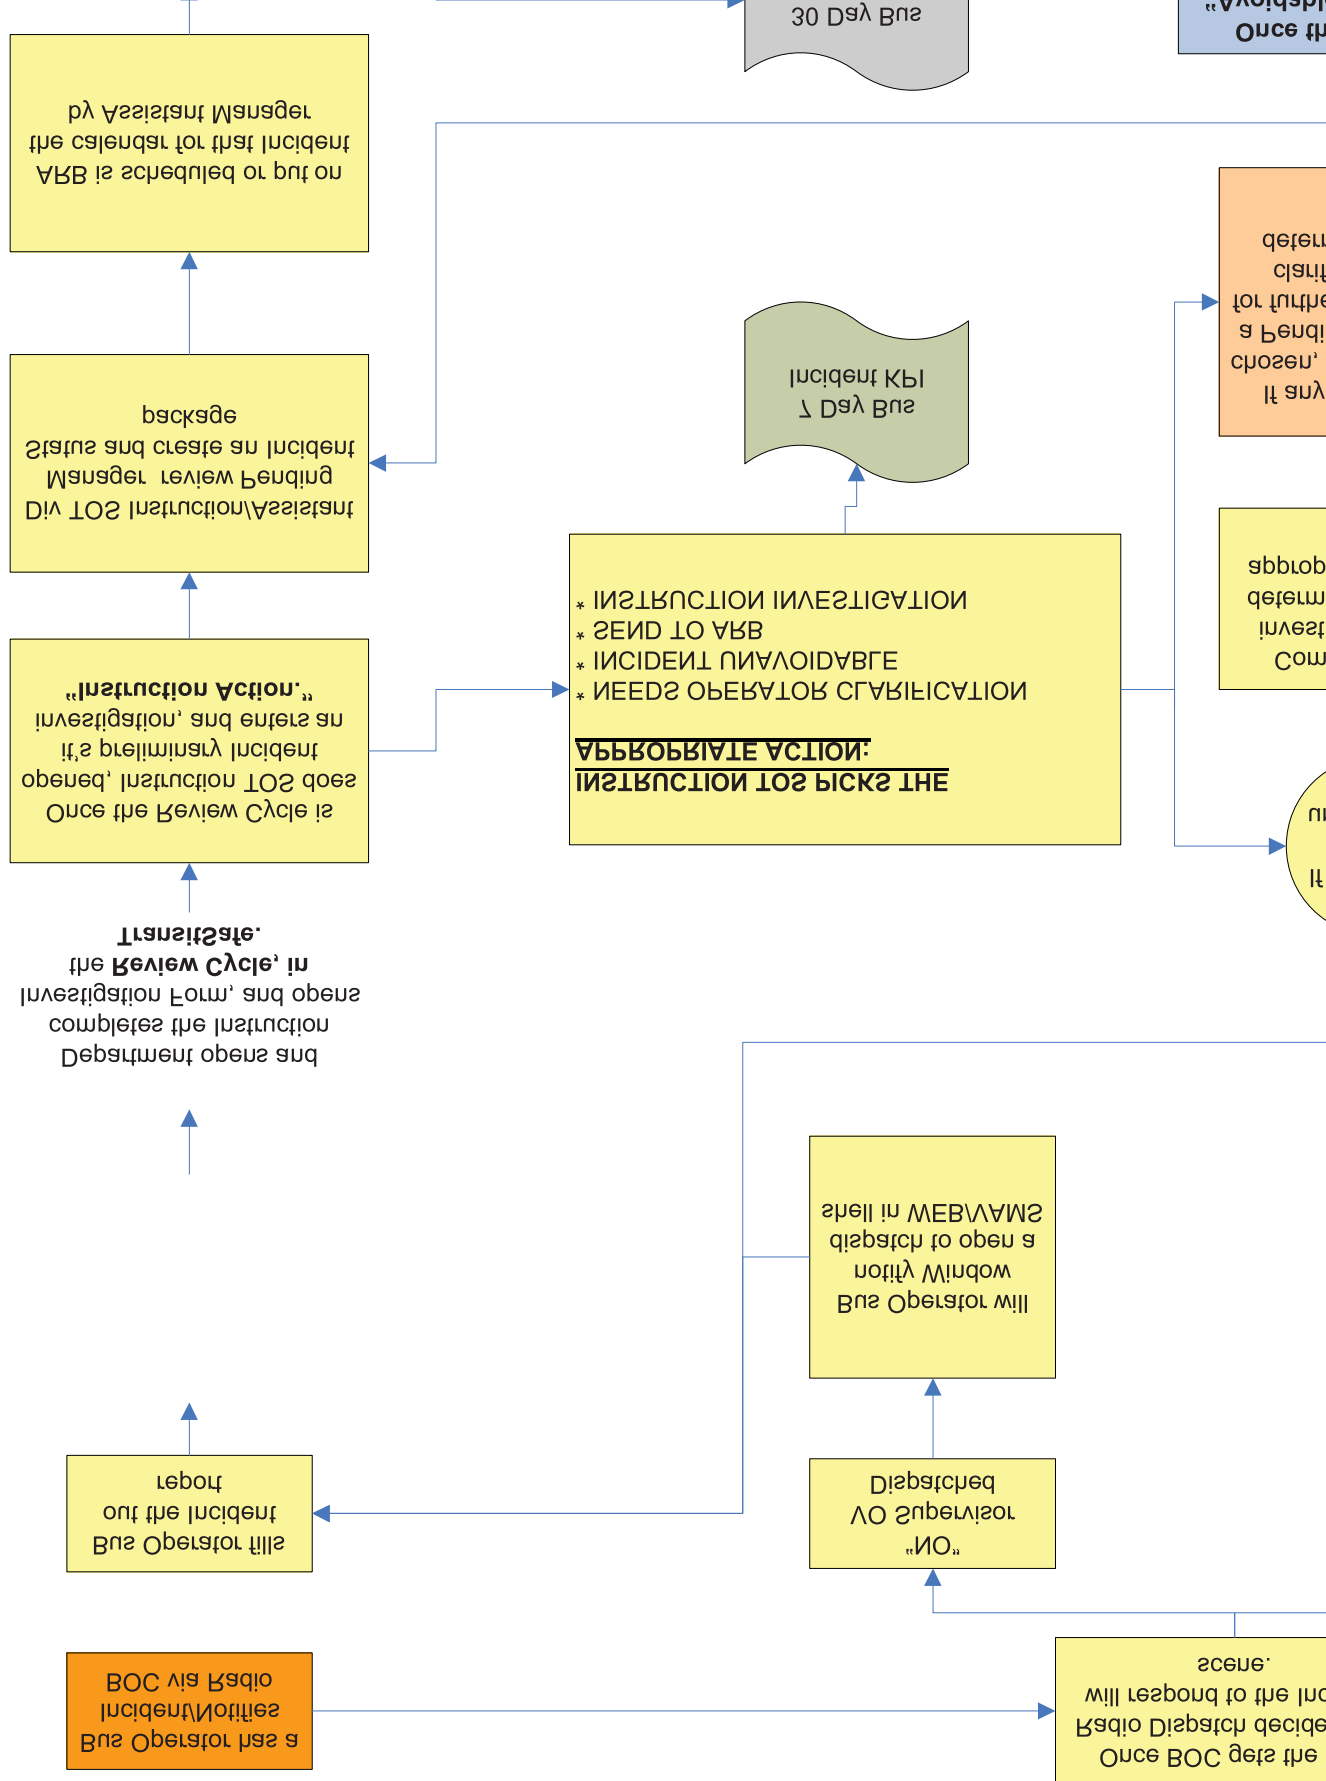 Bus Operator has a
Incident/Notifies
BOC via Radio
Once BOC gets the
Radio Dispatch
will respond to the
scene.
Bus Operator fills
out the Incident
report
“NO”
VO Supervisor
Dispatched
Bus Operator will
notify Window
dispatch to open a
shell in WEB/VAMS
Department opens and
completes the Instruction
Investigation Form, and opens
the Review Cycle, in
TransitSafe.
Once the Review Cycle is
opened, Instruction TOS does
it's preliminary Incident
investigation, and enters an
“Instruction Action.”
INSTRUCTION TOS PICKS THE
APPROPRIATE ACTION:
* NEEDS OPERATOR CLARIFICATION
* INCIDENT UNAVOIDABLE
* SEND TO ARB
* INSTRUCTION INVESTIGATION
If
Div TOS Instruction/Assistant
Manager review Pending
Status and create an Incident
package
7 Day Bus
Incident KPI
If any
chosen,
a
for
ARB is scheduled or put on
the calendar for that Incident
by Assistant Manager
30 Day Bus
Once